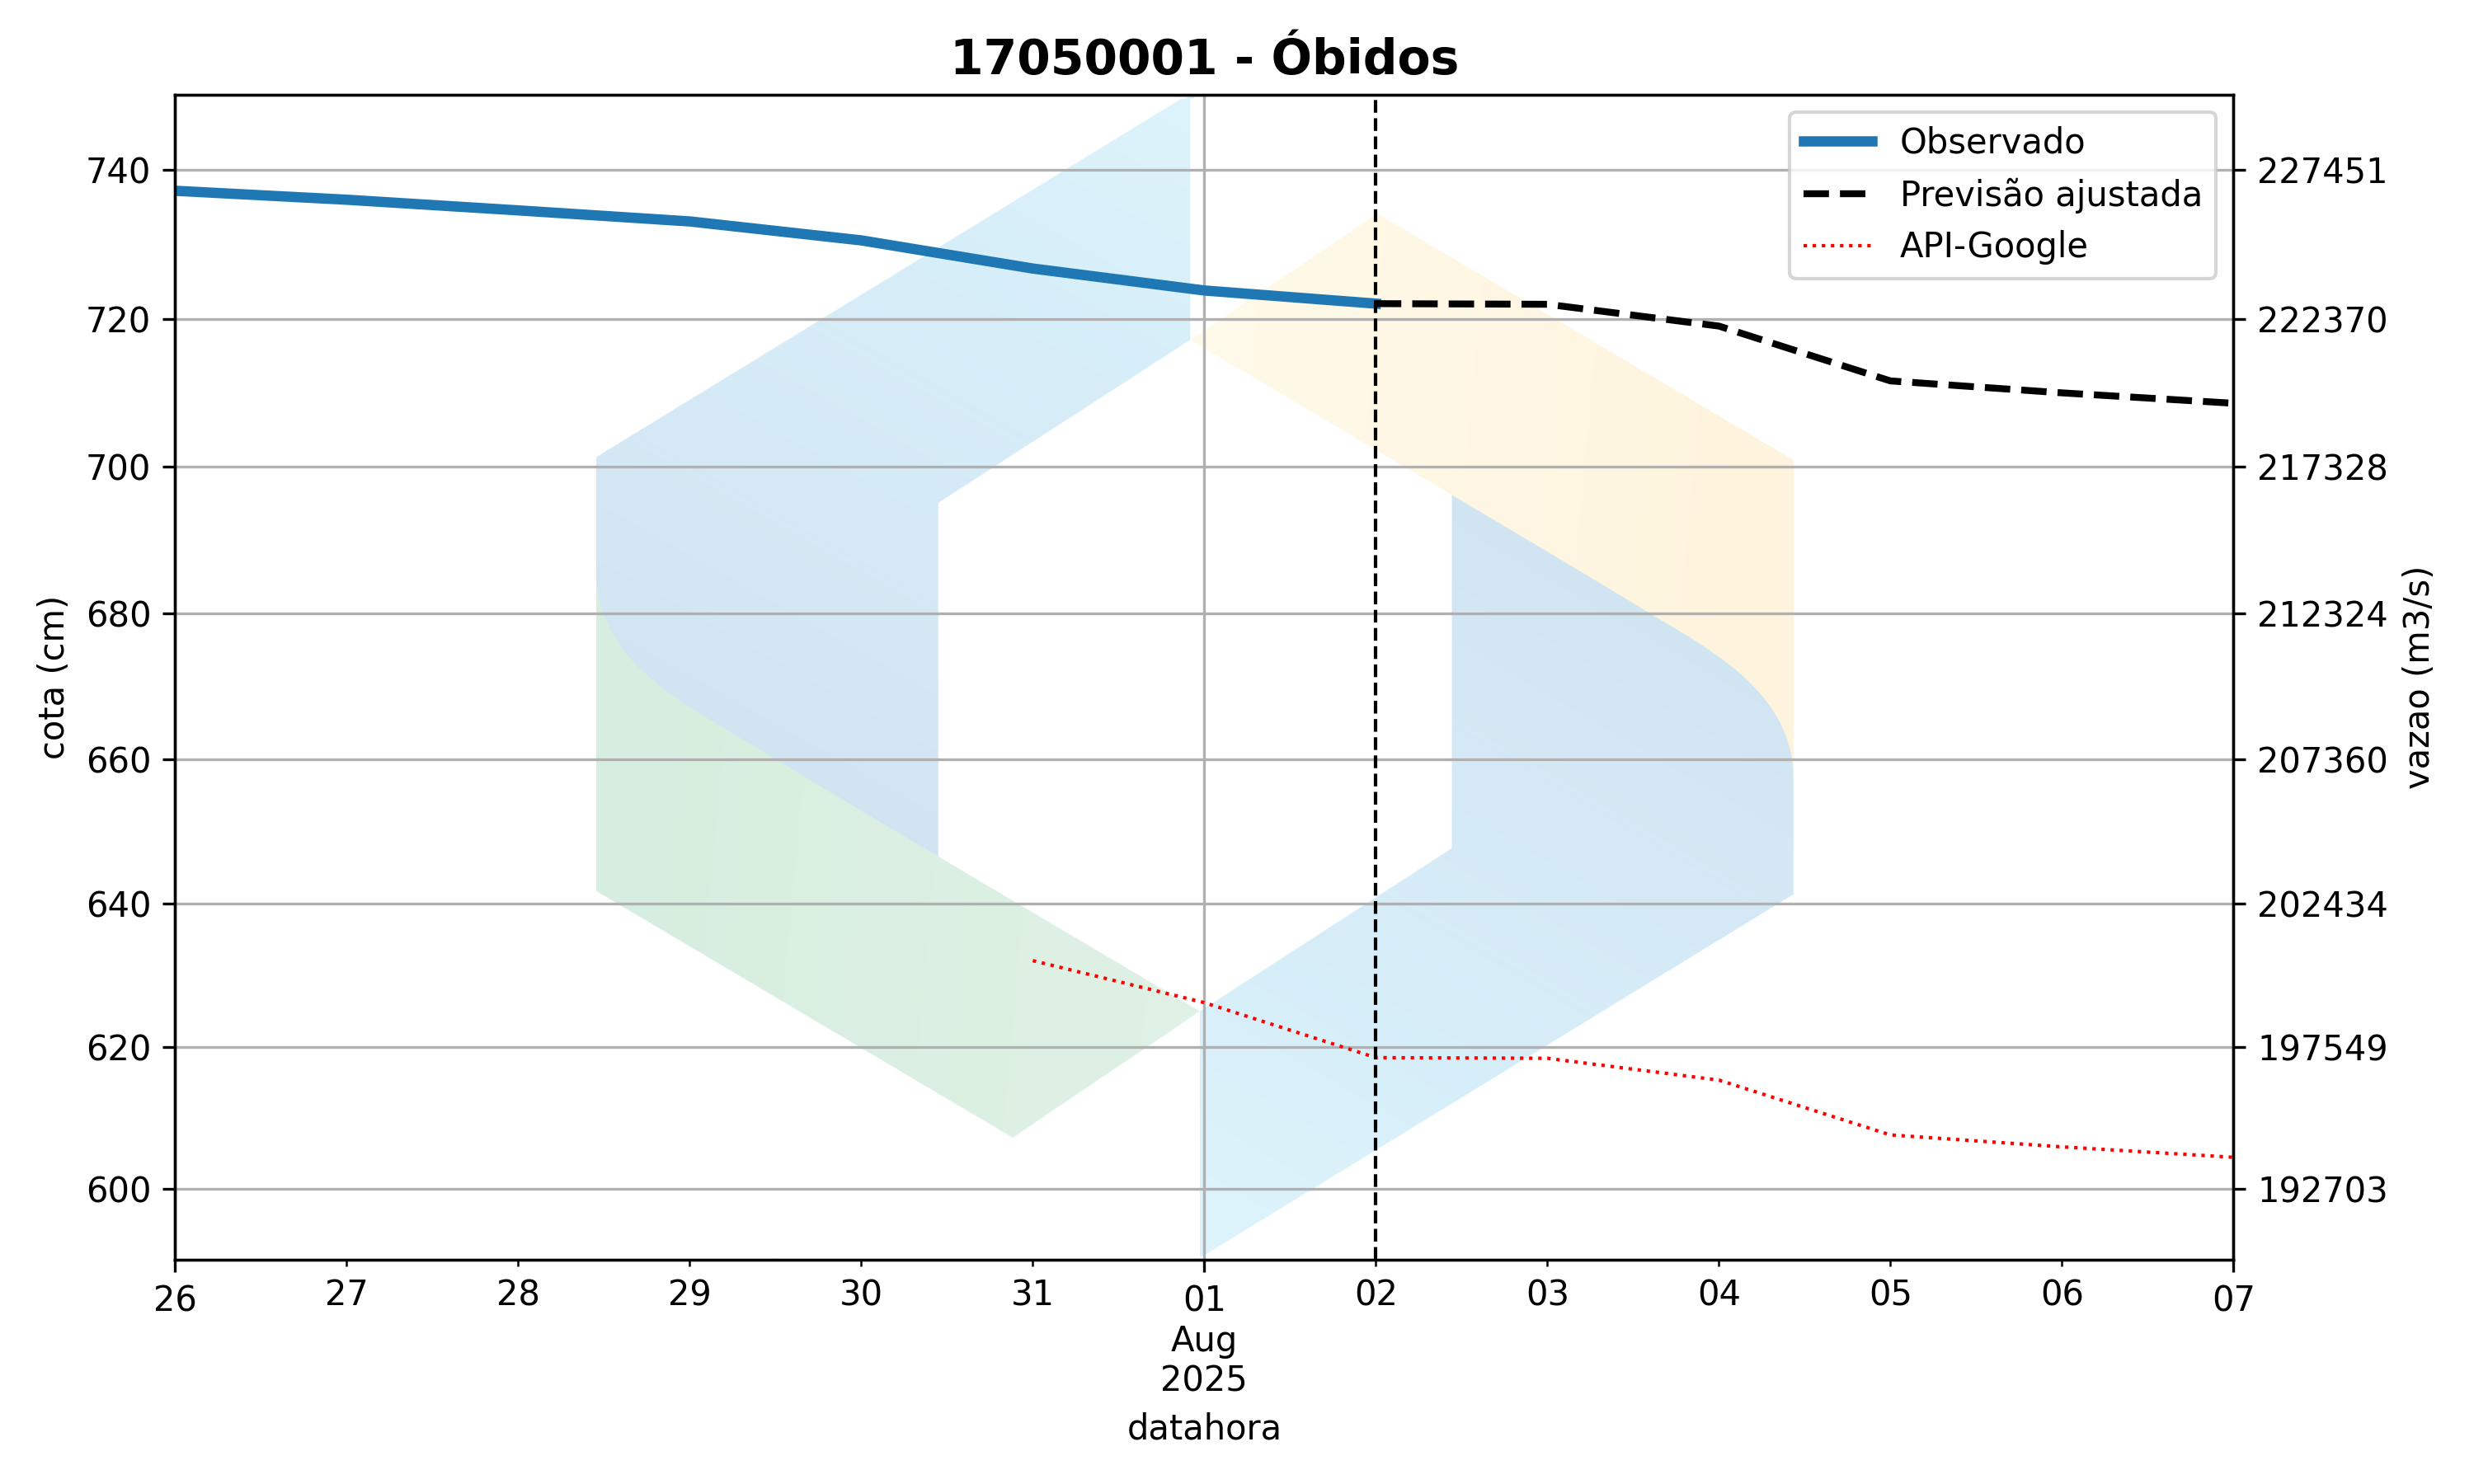 17050001 - Óbidos
Observado
Previsão ajustada
API-Google
740
720
700
680
660
640
620
600
cota (cm)
227451
222370
217328
212324
207360
202434
197549
192703
vazao (m3/s)
26 27 28 29 30 31 01 02 03 04 05 06 07
Aug
2025
datahora